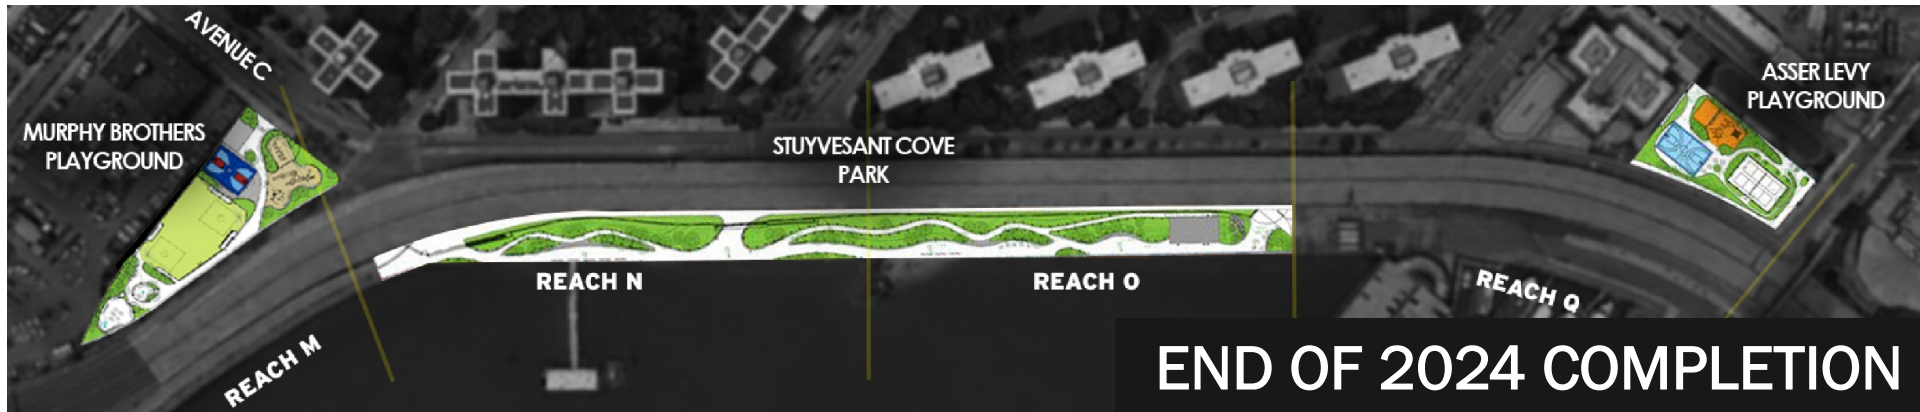 AVENUE C
MURPHY BROTHERS
PLAYGROUND
STUYVESANT COVE
PARK
ASSER LEVY
PLAYGROUND
REACH M
REACH N
REACH O
REACH Q
END OF 2024 COMPLETION